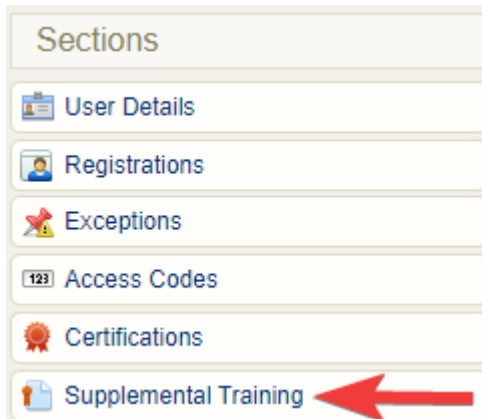 Sections
User Details
Registrations
Exceptions
123 Access Codes
Certifications
Supplemental Training